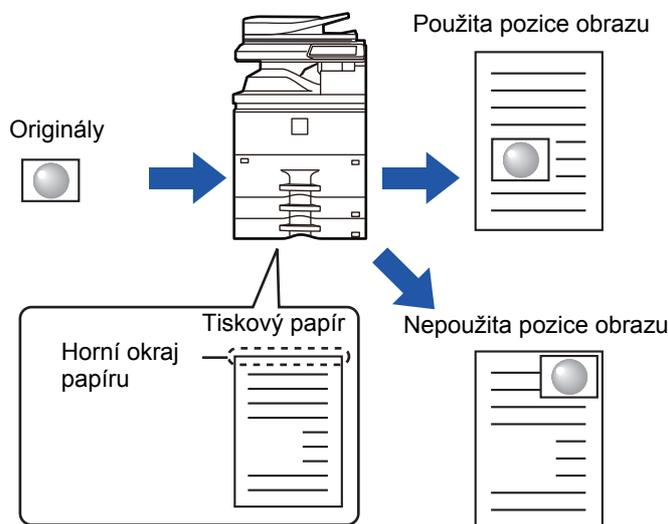 Použita pozice obrazu
Originály
Tiskový papír
Horní okraj
papíru
Nepoužita pozice obrazu